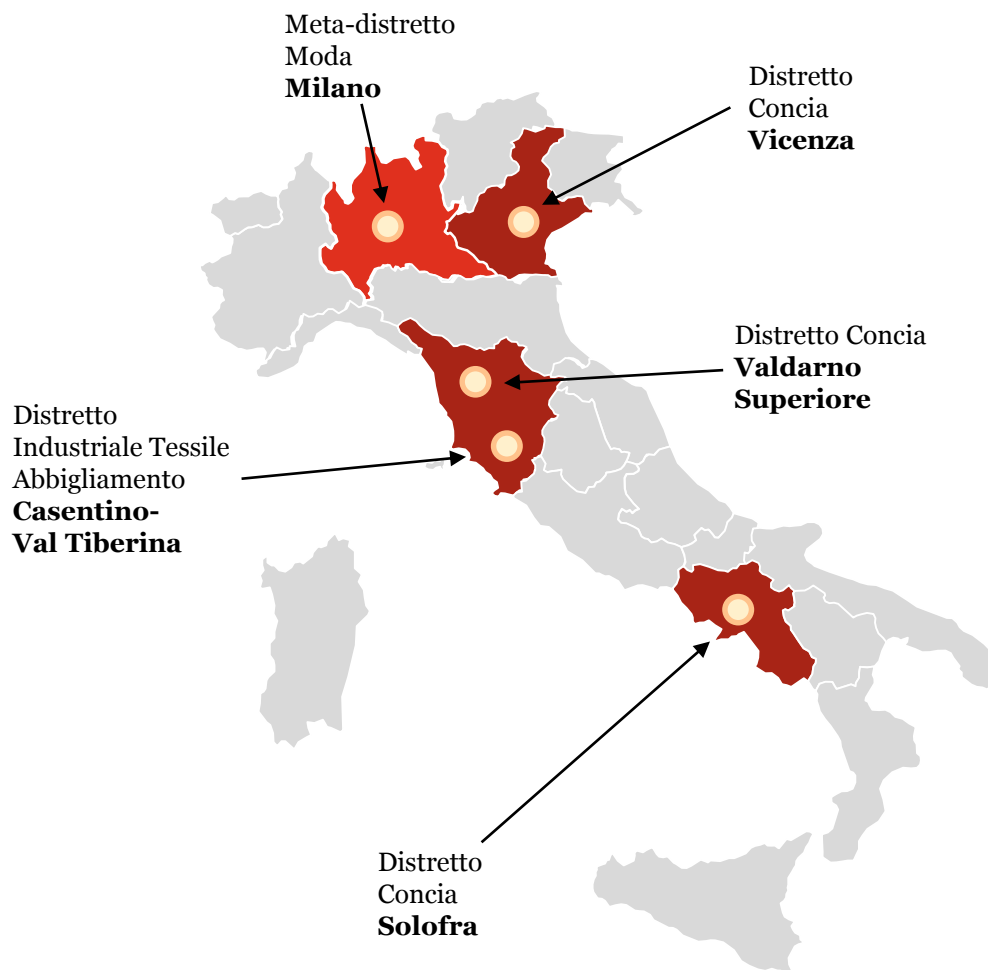 Meta-distretto
Moda
Milano
Distretto
Concia
Vicenza
Distretto Concia
Valdarno
Superiore
Distretto
Industriale Tessile
Abbigliamento
Casentino-
Val Tiberina
Distretto
Concia
Solofra